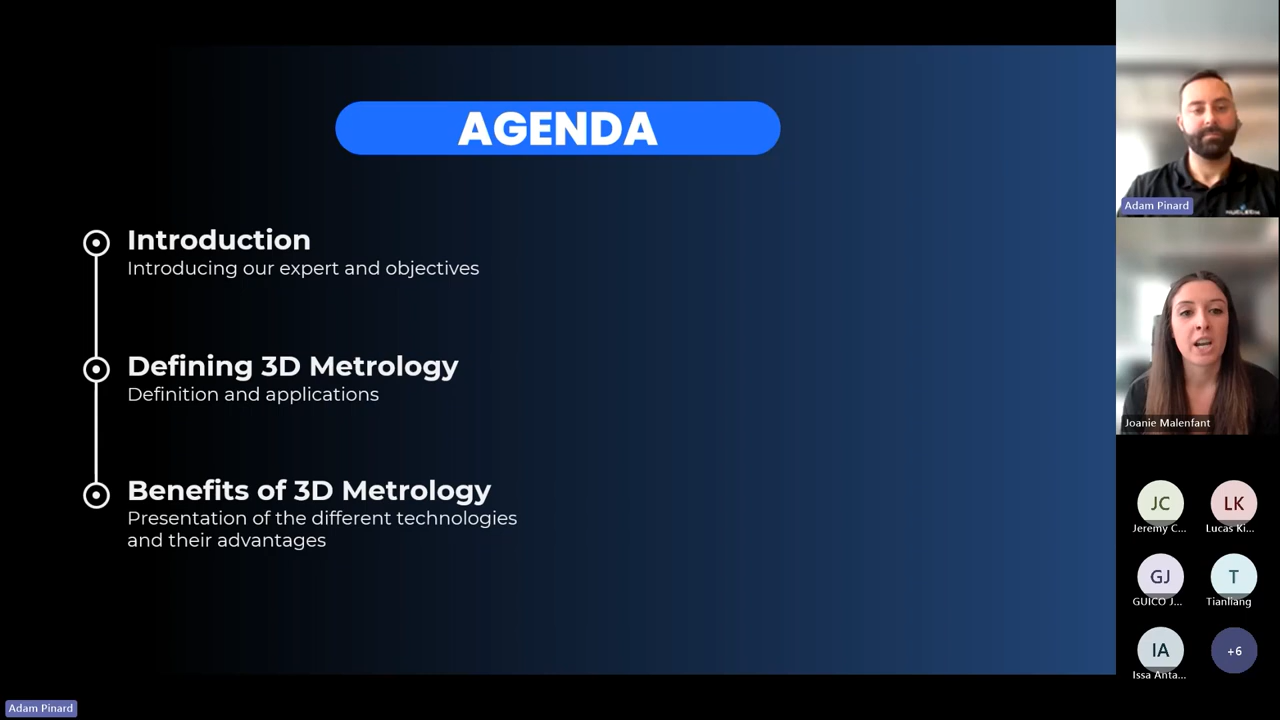 AGENDA
Introduction
Introducing our expert and objectives
Defining 3D Metrology
Definition and applications
Benefits of 3D Metrology
Presentation of the different technologies
and their advantages
Adam Pinard
Joanie Malenfant
JC
LK
Jeremy C...
Lucas Ki...
GJ
T
GUICO J...
Tianliang
IA
+6
Issa Anta...
Adam Pinard